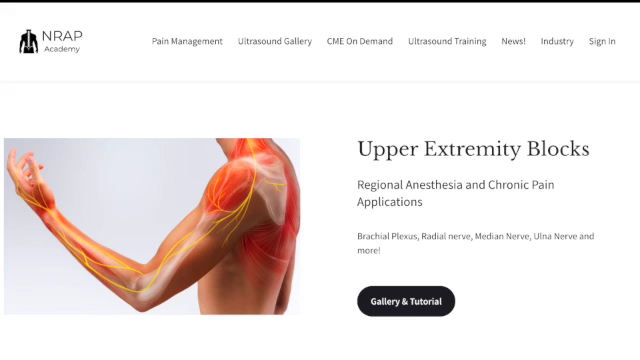 NRAP
Academy
Pain Management Ultrasound Gallery CME On Demand Ultrasound Training News! Industry Sign In
Upper Extremity Blocks
Regional Anesthesia and Chronic Pain
Applications
Brachial Plexus, Radial nerve, Median Nerve, Ulna Nerve and
more!
Gallery & Tutorial